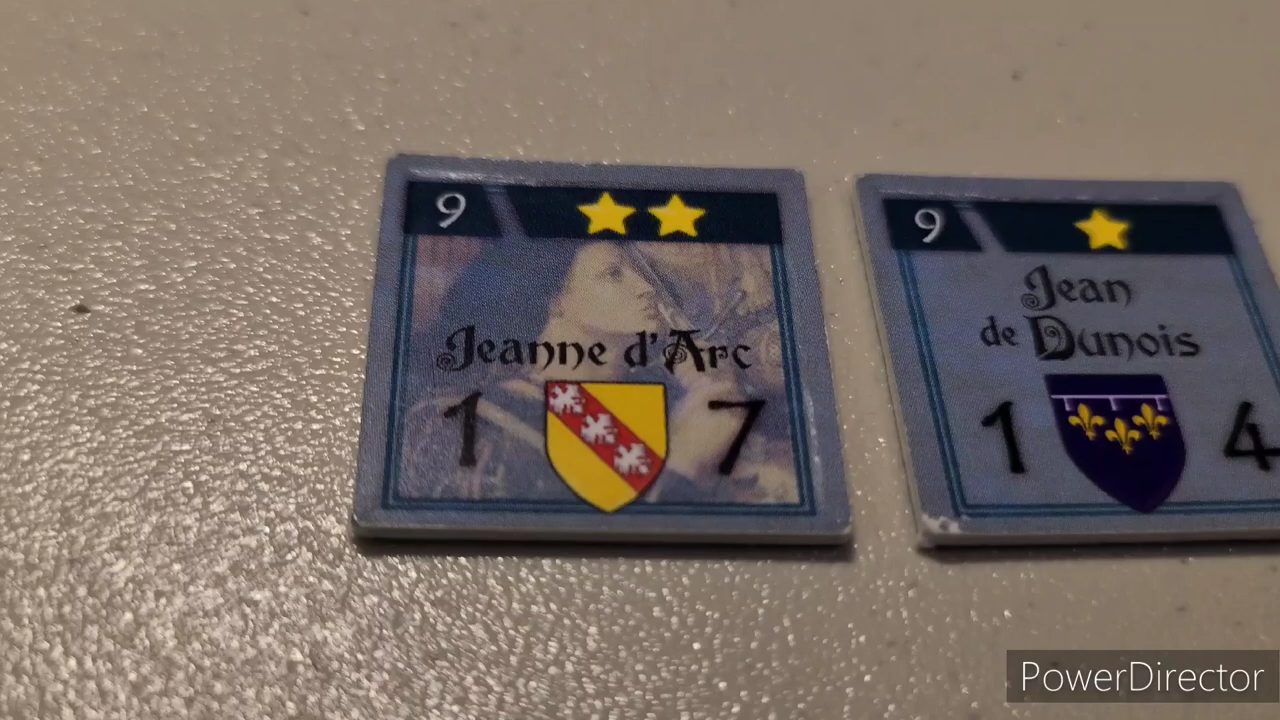 9
Jeanne d'Arc
1 7
9
Jean
de Dunois
1 4
PowerDirector